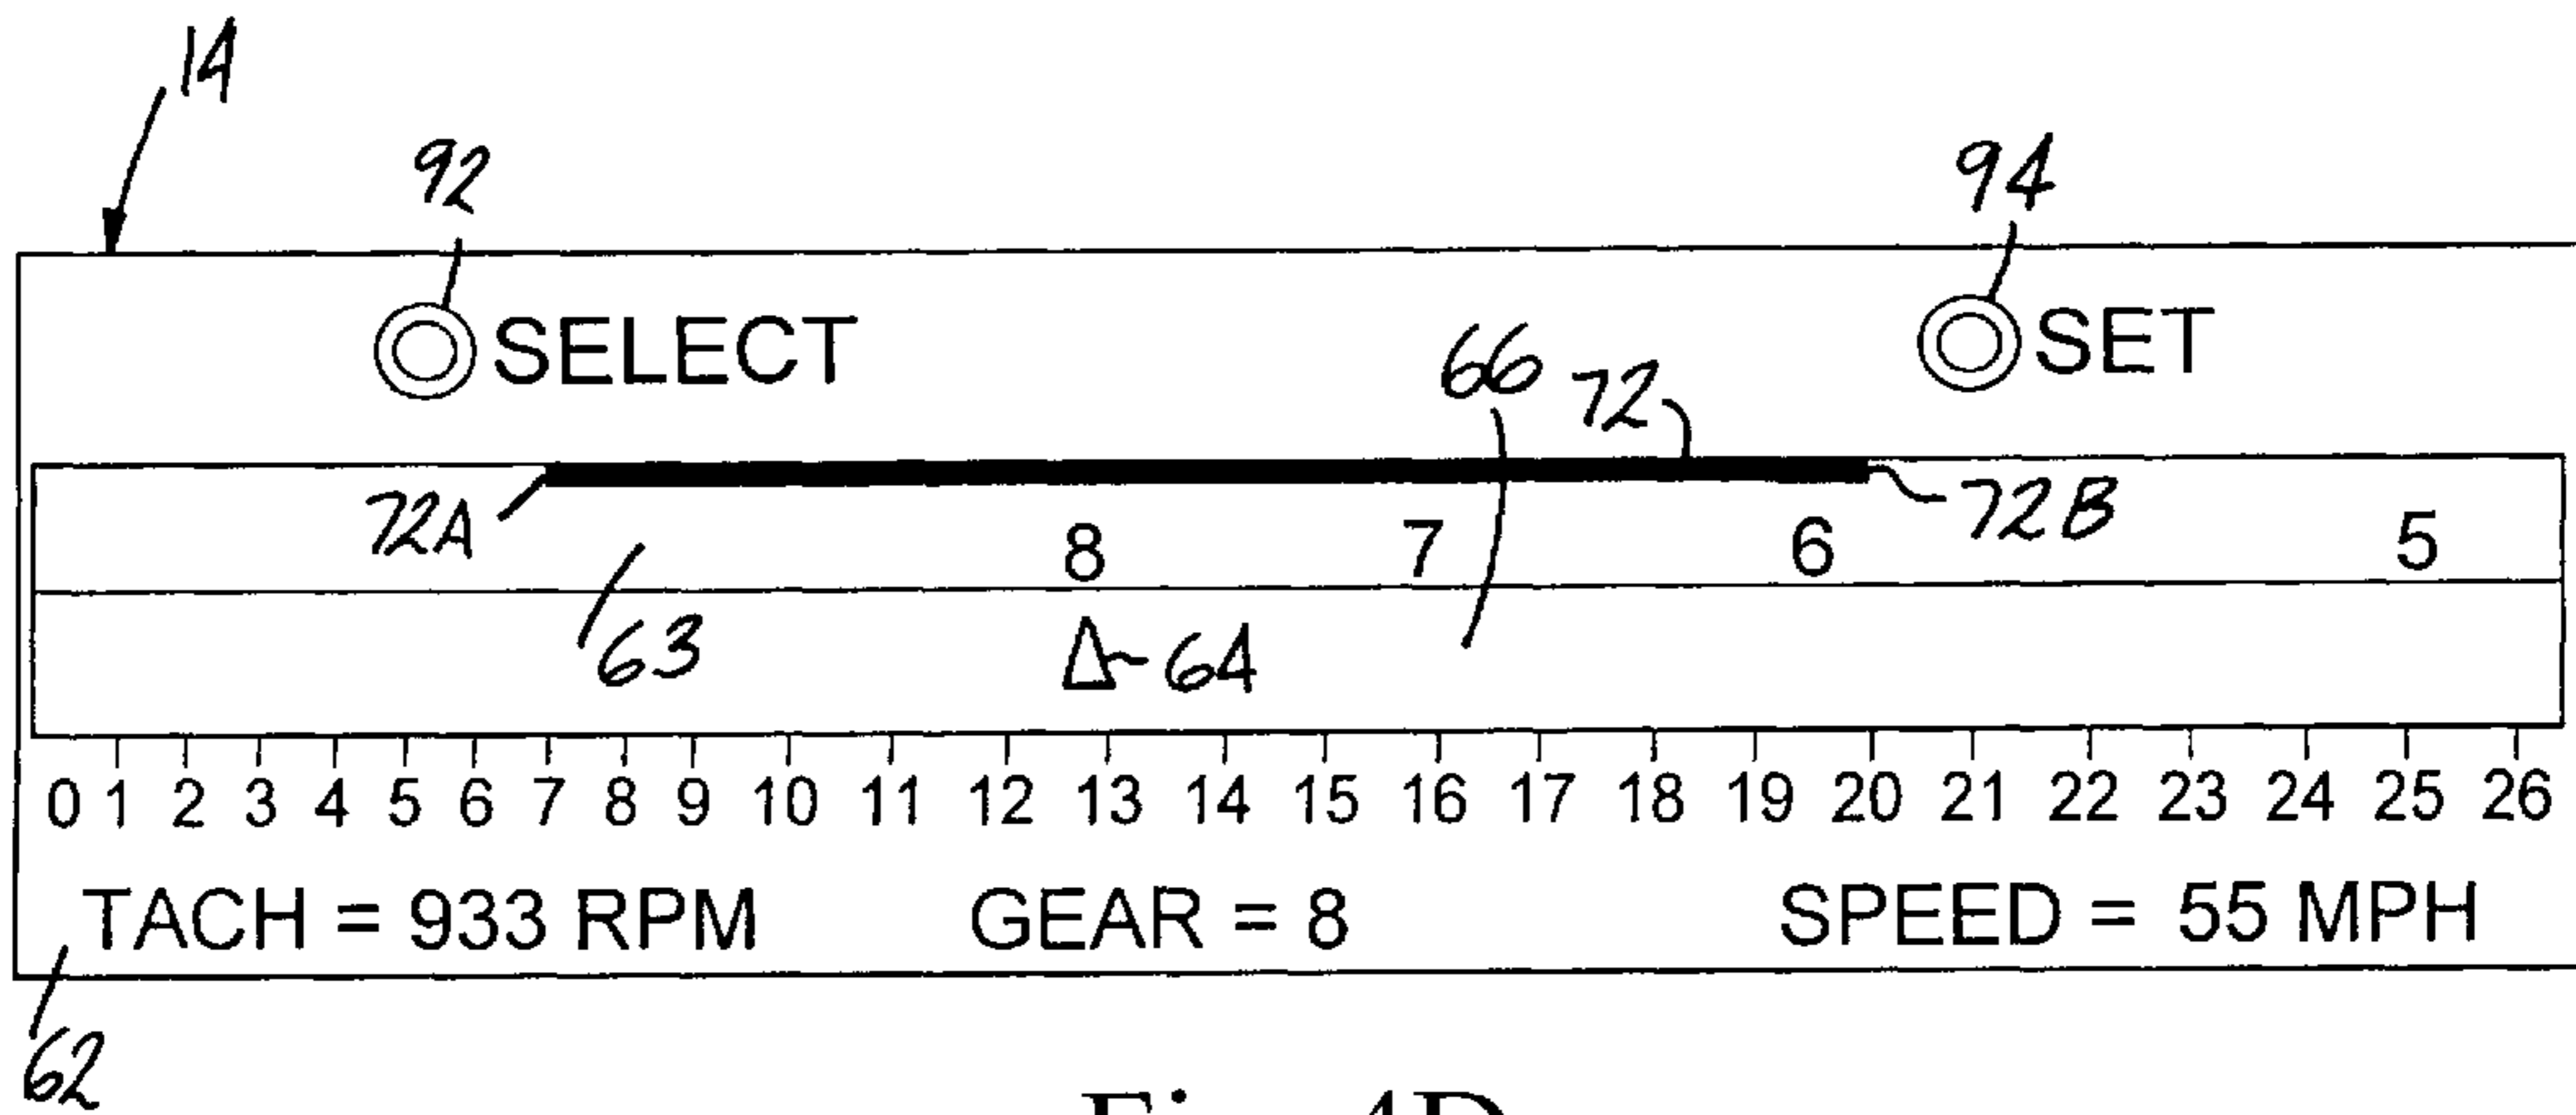 14
92
94
SELECT
SET
66 72
72A
72B
8 7 6 5
63
64
0 1 2 3 4 5 6 7 8 9 10 11 12 13 14 15 16 17 18 19 20 21 22 23 24 25 26
TACH = 933 RPM GEAR = 8 SPEED = 55 MPH
62